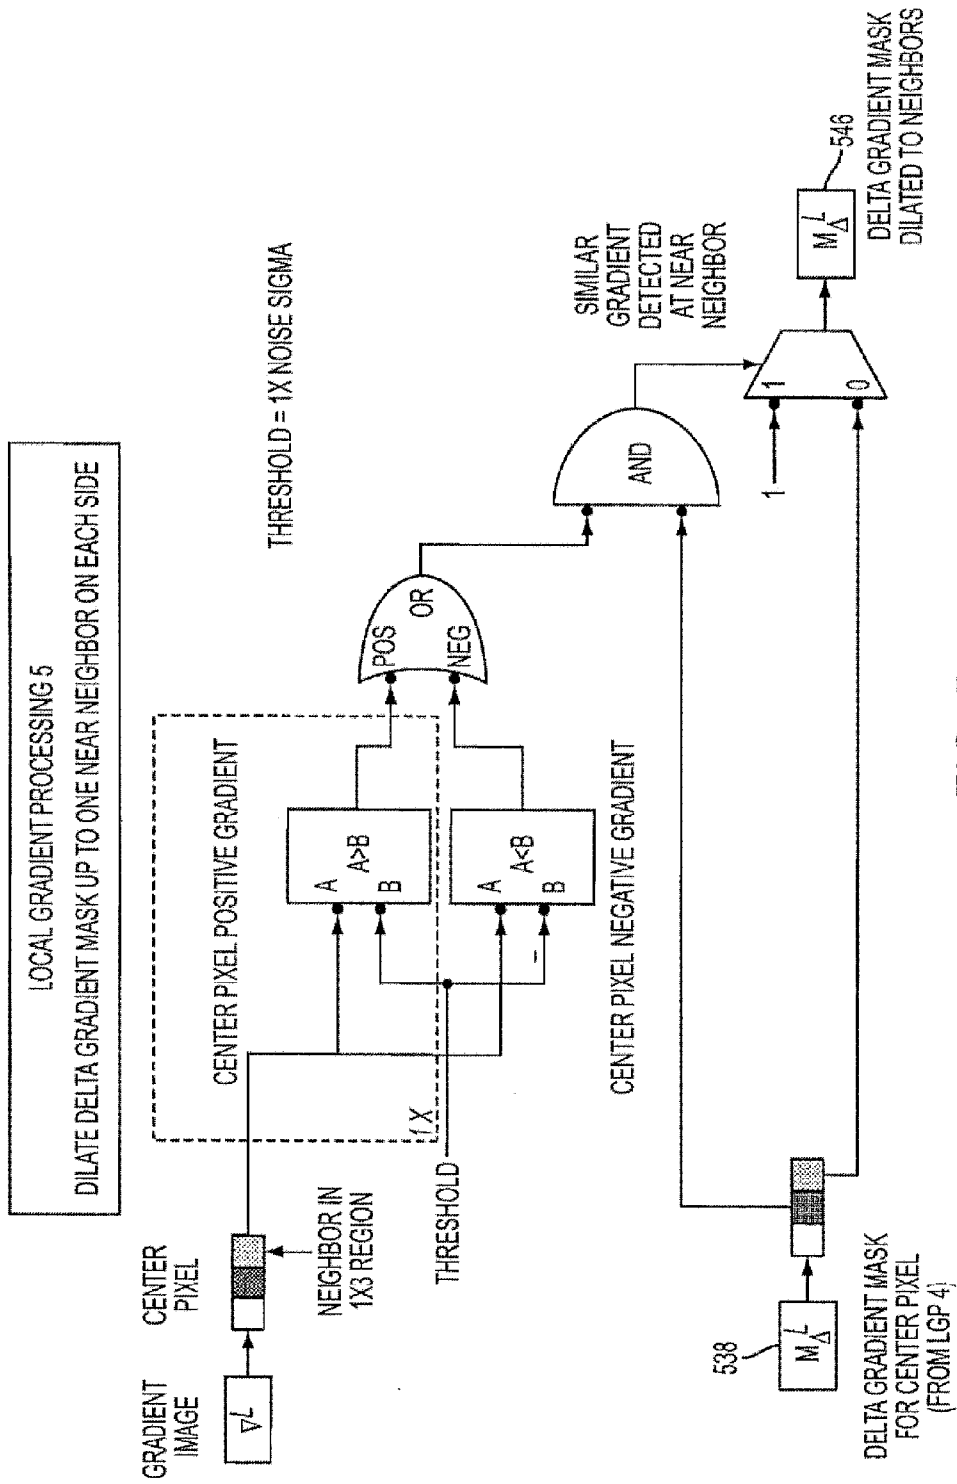 LOCAL GRADIENT PROCESSING 5
DILATE DELTA GRADIENT MASK UP TO ONE NEAR NEIGHBOR ON EACH SIDE
GRADIENT
IMAGE
∇L
CENTER
PIXEL
NEIGHBOR IN
1X3 REGION
CENTER PIXEL POSITIVE GRADIENT
1X
A
A>B
B
THRESHOLD
A
A<B
B
–
CENTER PIXEL NEGATIVE GRADIENT
POS
OR
NEG
THRESHOLD = 1X NOISE SIGMA
AND
SIMILAR
GRADIENT
DETECTED
AT NEAR
NEIGHBOR
1
1
0
538
MΔL
DELTA GRADIENT MASK
FOR CENTER PIXEL
(FROM LGP 4)
MΔL
546
DELTA GRADIENT MASK
DILATED TO NEIGHBORS